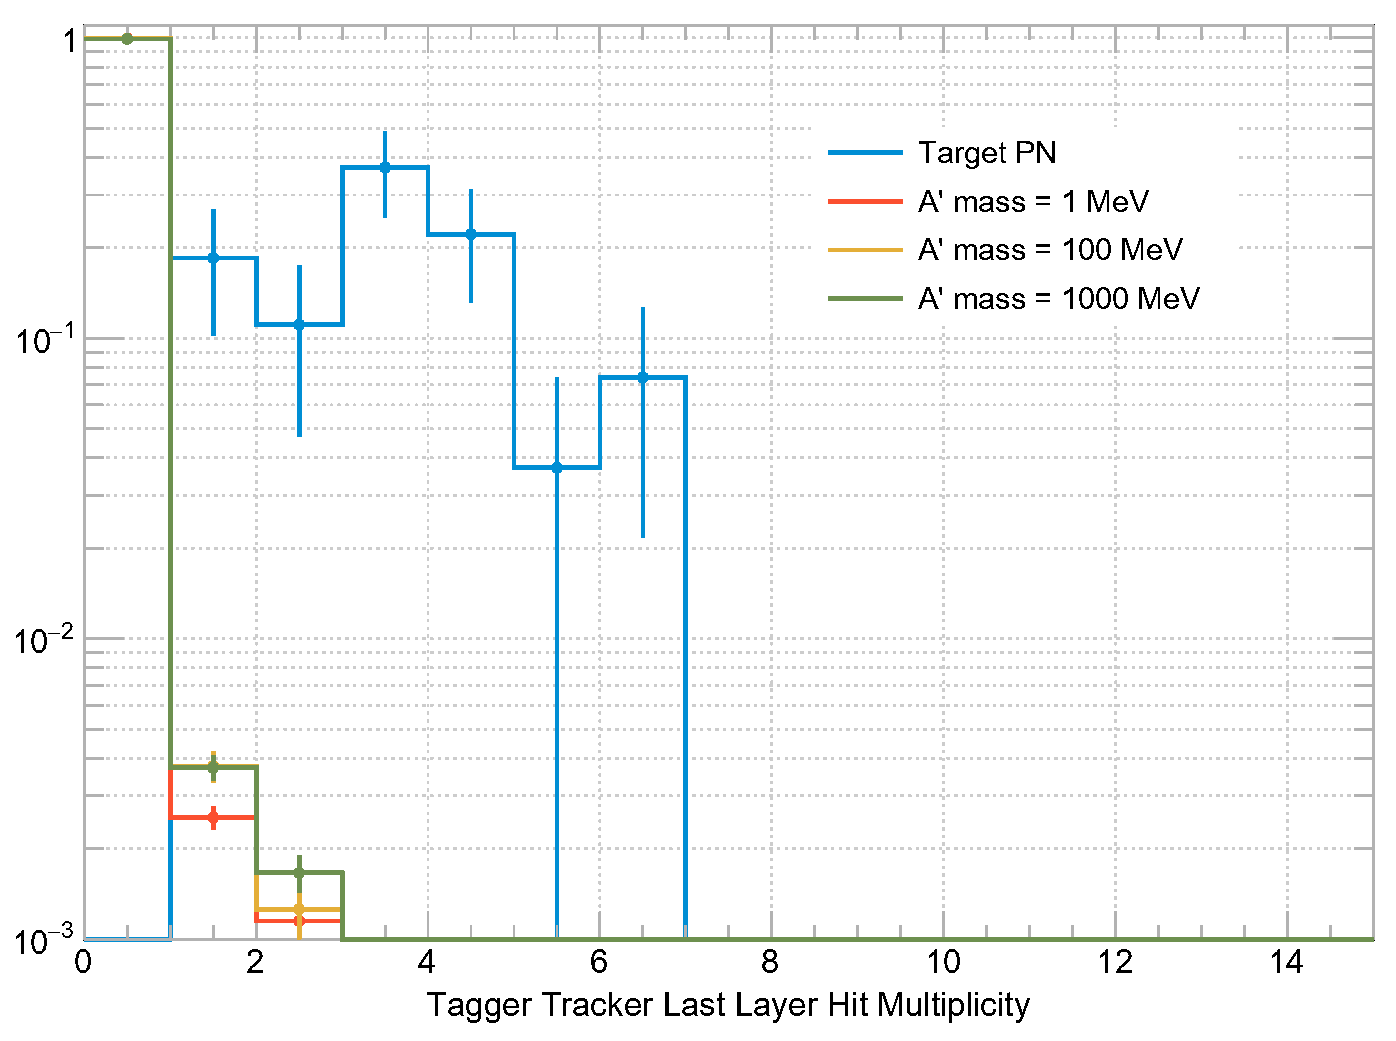 1
10⁻¹
10⁻²
10⁻³
Target PN
A' mass = 1 MeV
A' mass = 100 MeV
A' mass = 1000 MeV
0 2 4 6 8 10 12 14
Tagger Tracker Last Layer Hit Multiplicity